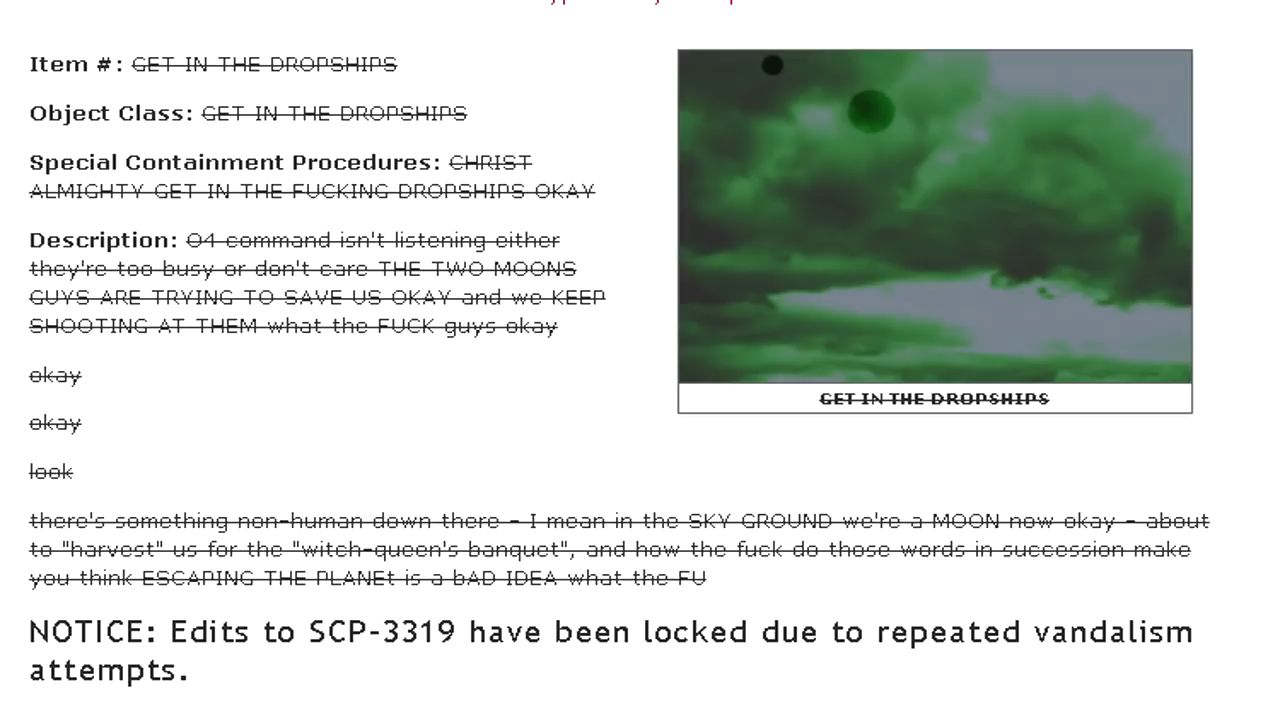 Item #: GET IN THE DROPSHIPS
Object Class: GET IN THE DROPSHIPS
Special Containment Procedures: CHRIST
ALMIGHTY GET IN THE FUCKING DROPSHIPS OKAY
Description: O4 command isn't listening either
they're too busy or don't care THE TWO MOONS
GUYS ARE TRYING TO SAVE US OKAY and we KEEP
SHOOTING AT THEM what the FUCK guys okay
GET IN THE DROPSHIPS
okay
okay
look
there's something non-human down there - I mean in the SKY GROUND we're a MOON now okay - about
to "harvest" us for the "witch-queen's banquet", and how the fuck do those words in succession make
you think ESCAPING THE PLANEt is a bAD IDEA what the FU
NOTICE: Edits to SCP-3319 have been locked due to repeated vandalism
attempts.